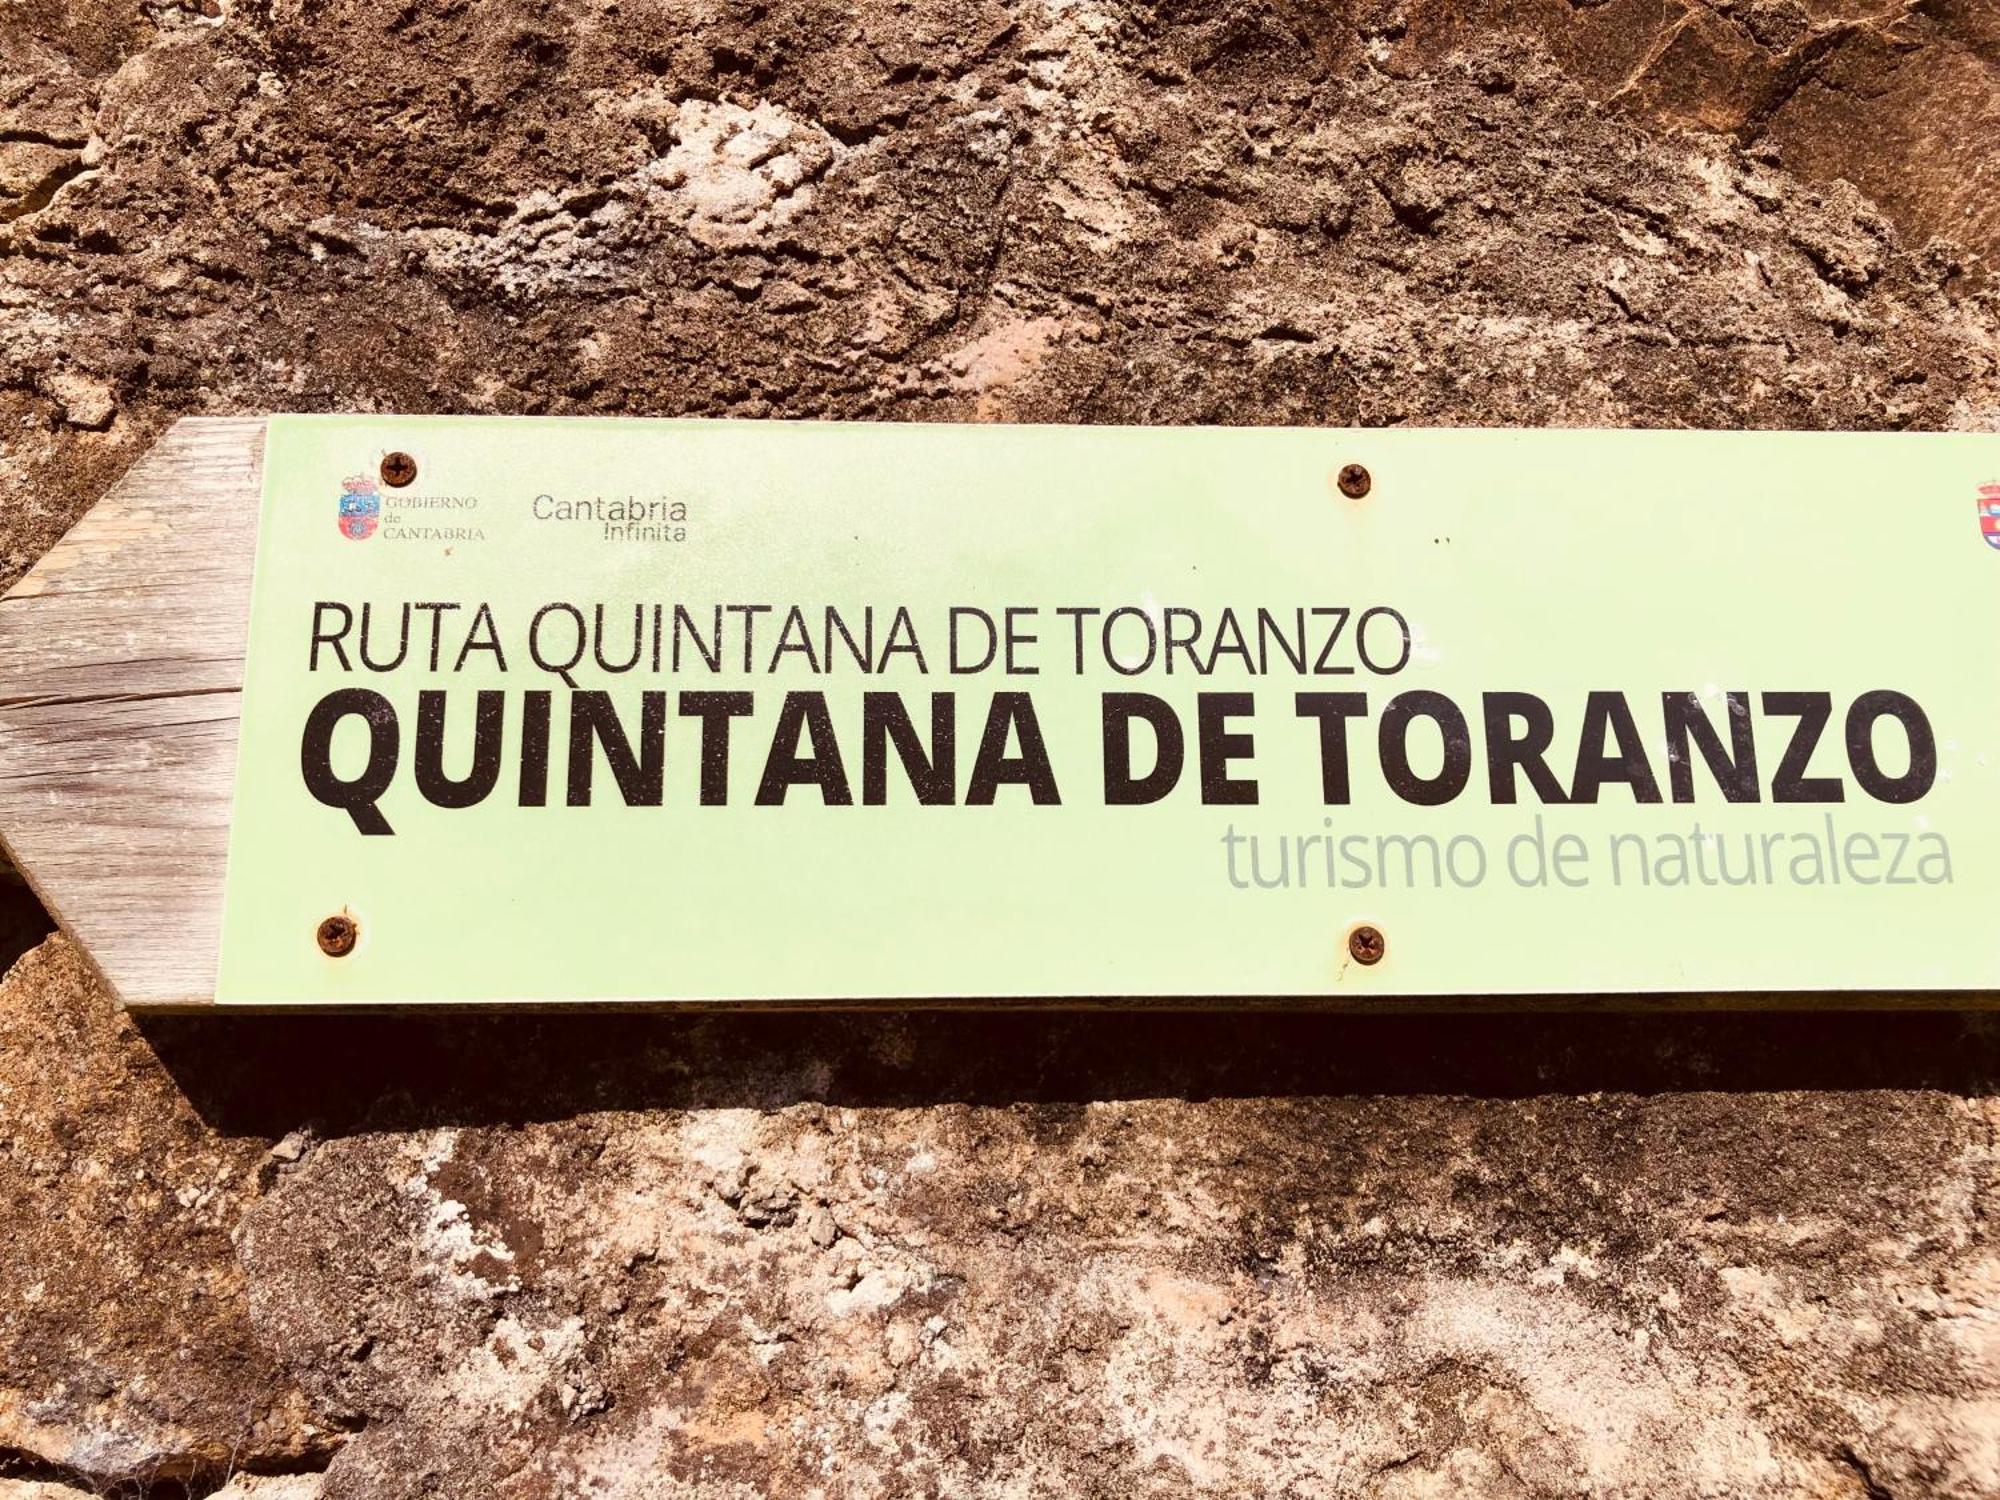 GOBIERNO
de
CANTABRIA
Cantabria
Infinita
RUTA QUINTANA DE TORANZO
QUINTANA DE TORANZO
turismo de naturaleza